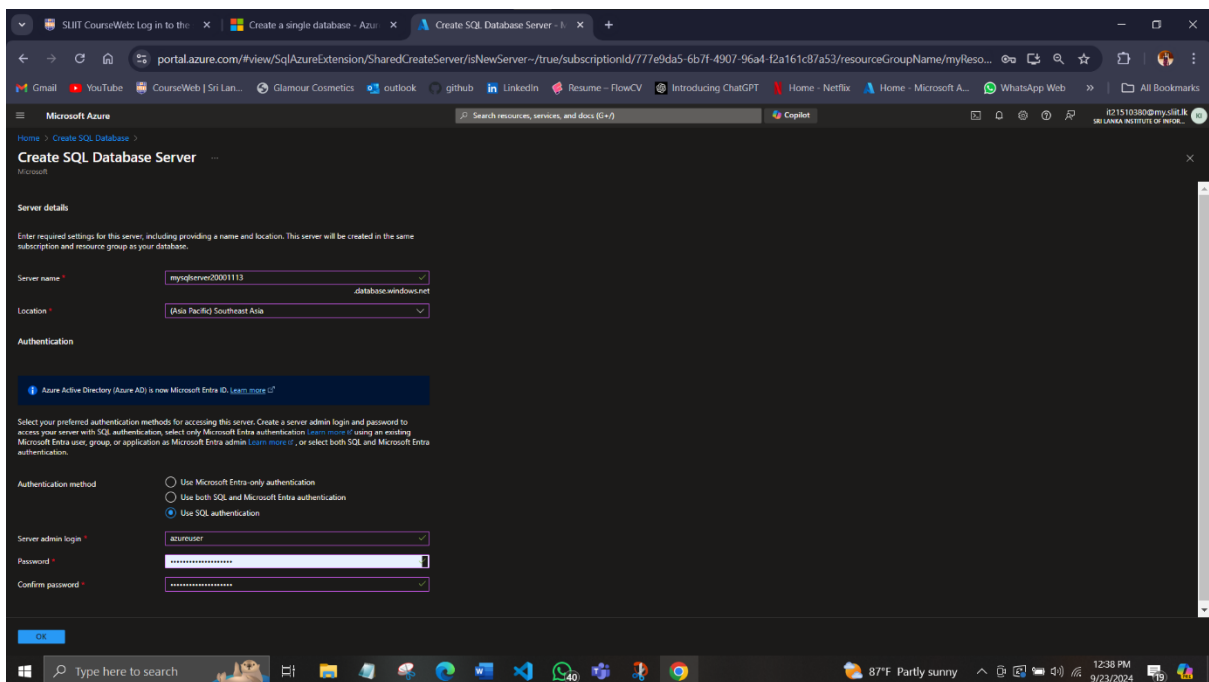 SLIIT CourseWeb: Log in to the
Create a single database - Azur
Create SQL Database Server - M
portal.azure.com/#view/SqlAzureExtension/SharedCreateServer/isNewServer~/true/subscriptionId/777e9da5-6b7f-4907-96a4-f2a161c87a53/resourceGroupName/myReso...
Gmail
YouTube
CourseWeb | Sri Lan...
Glamour Cosmetics
outlook
github
LinkedIn
Resume – FlowCV
Introducing ChatGPT
Home - Netflix
Home - Microsoft A...
WhatsApp Web
»
All Bookmarks
Microsoft Azure
Search resources, services, and docs (G+/)
Copilot
it21510380@my.sliit.lk
SRI LANKA INSTITUTE OF INFOR...
Home > Create SQL Database >
Create SQL Database Server ...
Microsoft
Server details
Enter required settings for this server, including providing a name and location. This server will be created in the same
subscription and resource group as your database.
Server name *
mysqlserver20001113
.database.windows.net
Location *
(Asia Pacific) Southeast Asia
Authentication
Azure Active Directory (Azure AD) is now Microsoft Entra ID. Learn more
Select your preferred authentication methods for accessing this server. Create a server admin login and password to
access your server with SQL authentication, select only Microsoft Entra authentication Learn more using an existing
Microsoft Entra user, group, or application as Microsoft Entra admin Learn more , or select both SQL and Microsoft Entra
authentication.
Authentication method
Use Microsoft Entra-only authentication
Use both SQL and Microsoft Entra authentication
Use SQL authentication
Server admin login *
azureuser
Password *
Confirm password *
OK
Type here to search
40
87°F Partly sunny
12:38 PM
9/23/2024
19